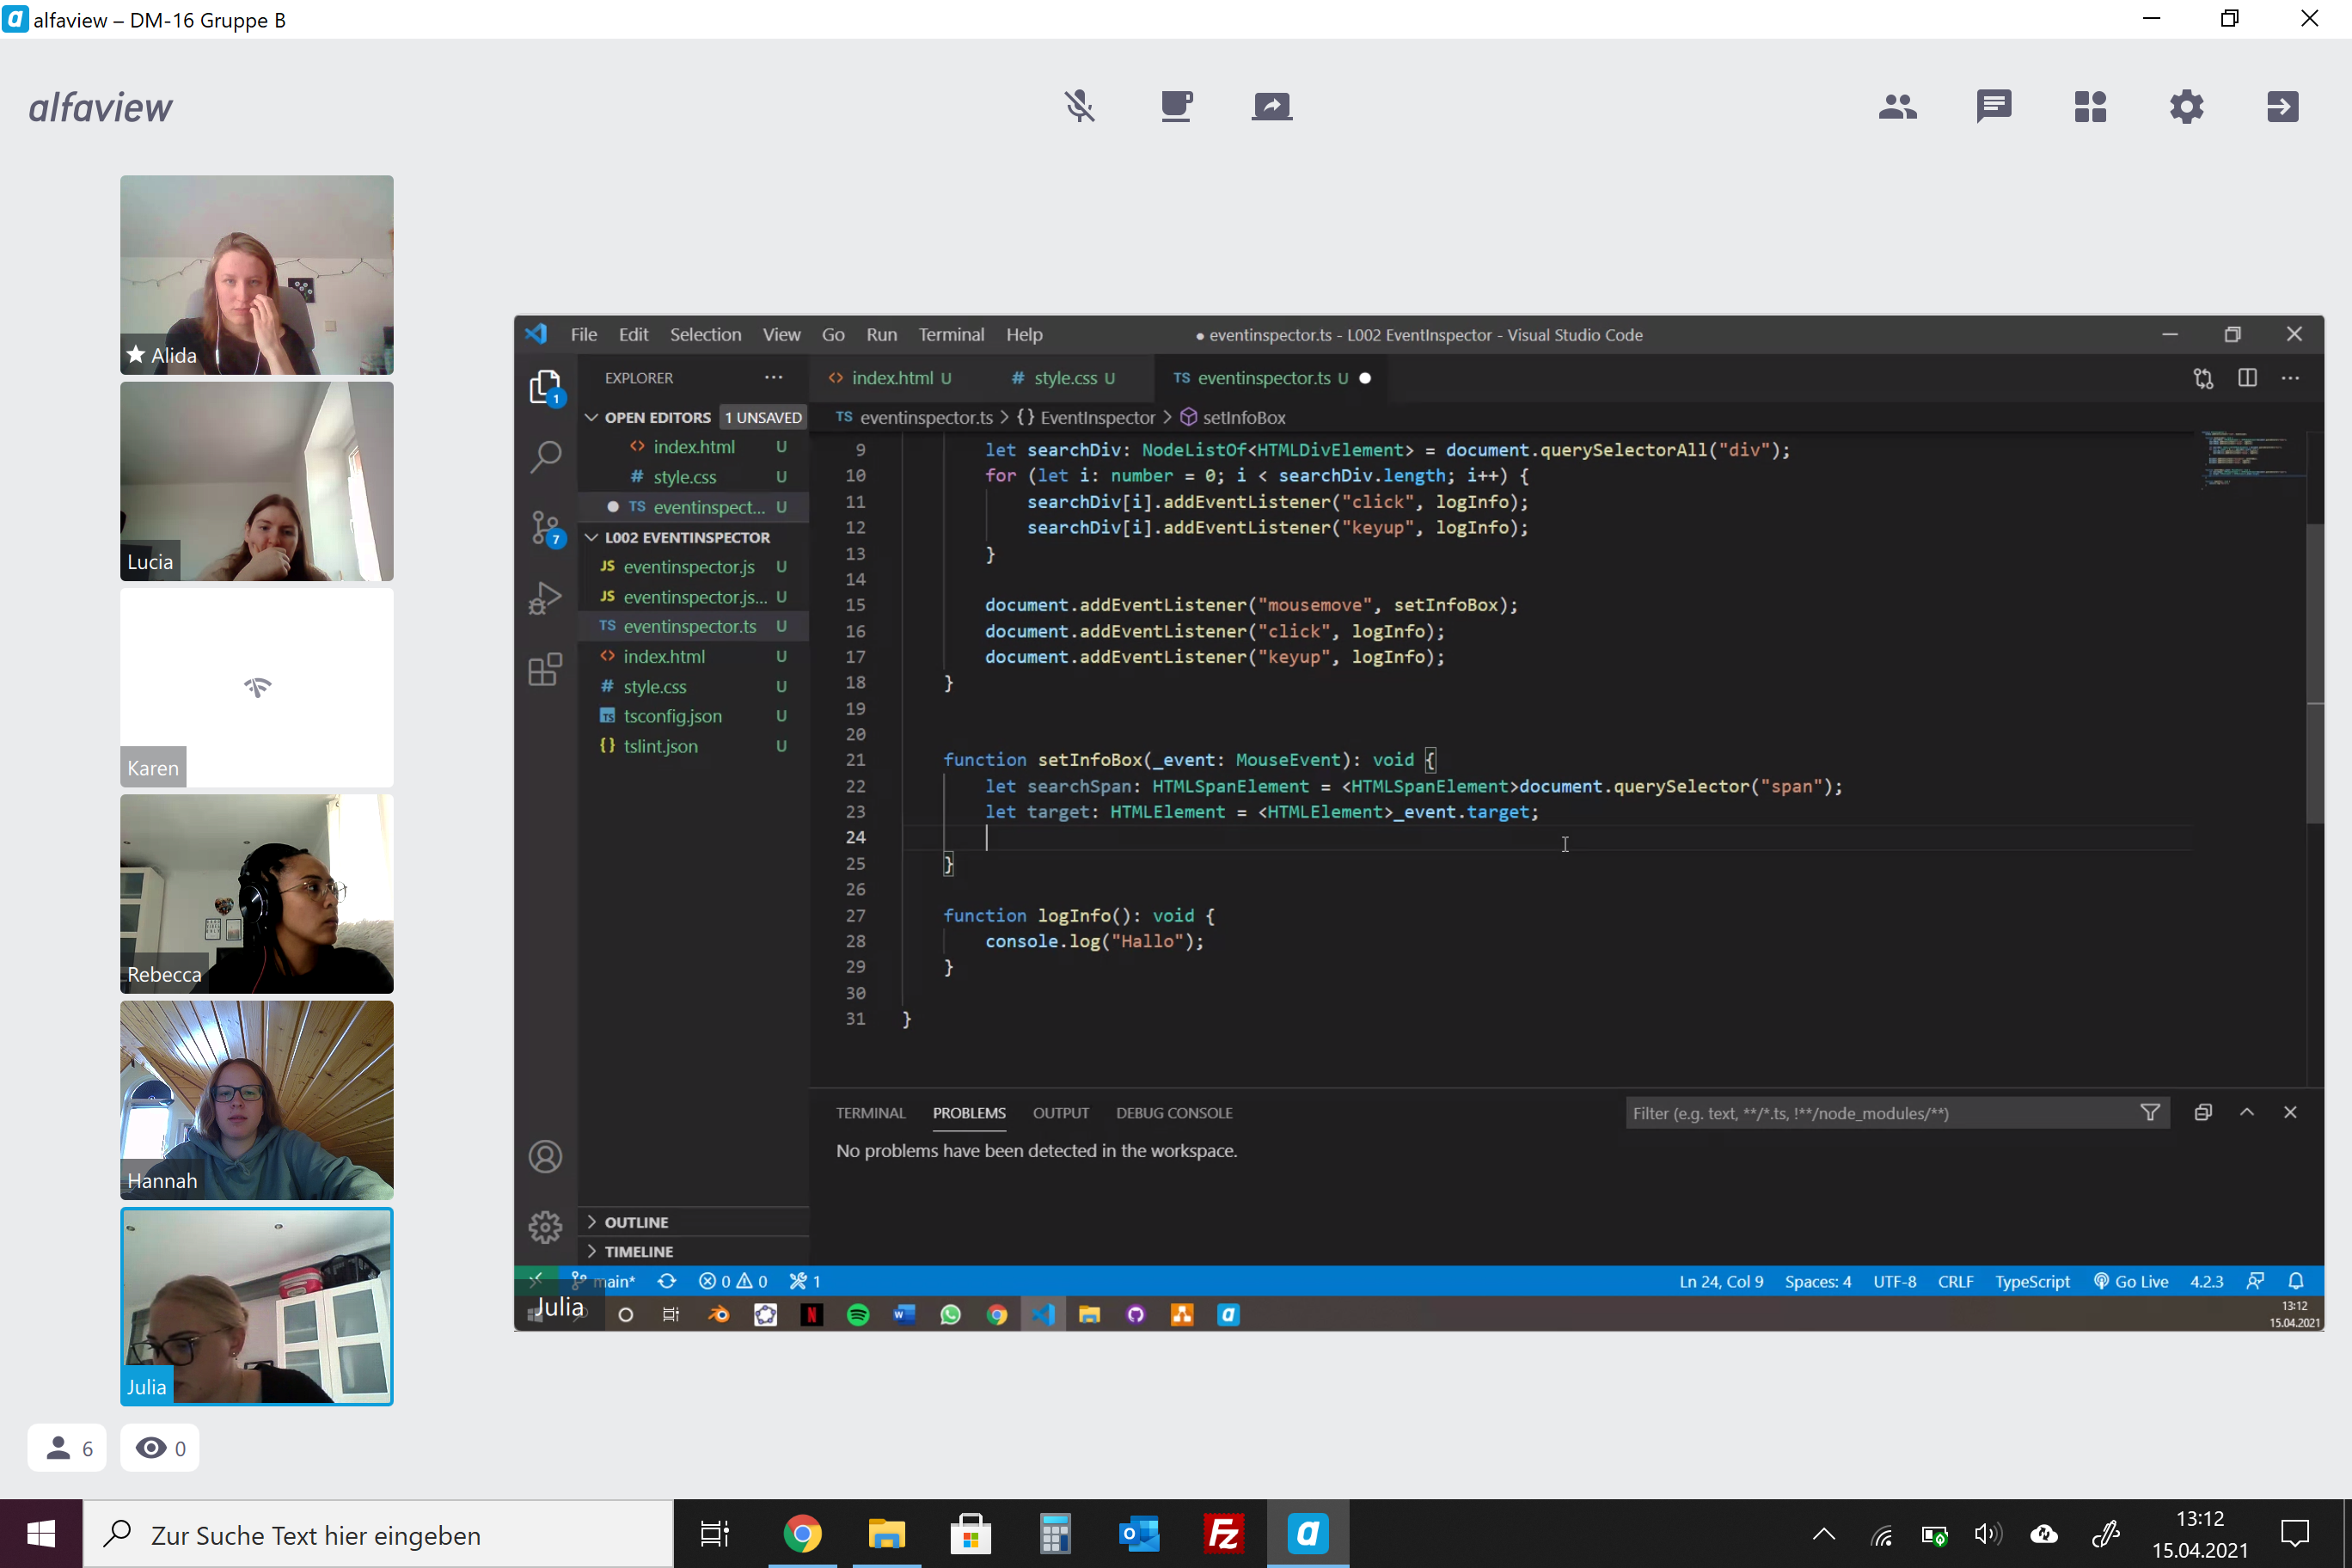 alfaview – DM-16 Gruppe B
alfaview
Alida
Lucia
Karen
Rebecca
Hannah
Julia
6
0
File Edit Selection View Go Run Terminal Help
● eventinspector.ts - L002 EventInspector - Visual Studio Code
EXPLORER
OPEN EDITORS 1 UNSAVED
index.html U
# style.css U
TS eventinspect... U
L002 EVENTINSPECTOR
JS eventinspector.js U
JS eventinspector.js... U
TS eventinspector.ts U
index.html U
# style.css U
TS tsconfig.json U
{} tslint.json U
OUTLINE
TIMELINE
1
7
index.html U # style.css U TS eventinspector.ts U
TS eventinspector.ts > {} EventInspector > setInfoBox
9 let searchDiv: NodeListOf<HTMLDivElement> = document.querySelectorAll("div");
10 for (let i: number = 0; i < searchDiv.length; i++) {
11 searchDiv[i].addEventListener("click", logInfo);
12 searchDiv[i].addEventListener("keyup", logInfo);
13 }
14
15 document.addEventListener("mousemove", setInfoBox);
16 document.addEventListener("click", logInfo);
17 document.addEventListener("keyup", logInfo);
18 }
19
20
21 function setInfoBox(_event: MouseEvent): void {
22 let searchSpan: HTMLSpanElement = <HTMLSpanElement>document.querySelector("span");
23 let target: HTMLElement = <HTMLElement>_event.target;
24
25 }
26
27 function logInfo(): void {
28 console.log("Hallo");
29 }
30
31 }
TERMINAL PROBLEMS OUTPUT DEBUG CONSOLE
Filter (e.g. text, **/*.ts, !**/node_modules/**)
No problems have been detected in the workspace.
main* 0 0 1
Ln 24, Col 9 Spaces: 4 UTF-8 CRLF TypeScript Go Live 4.2.3
Julia
13:12
15.04.2021
Zur Suche Text hier eingeben
13:12
15.04.2021